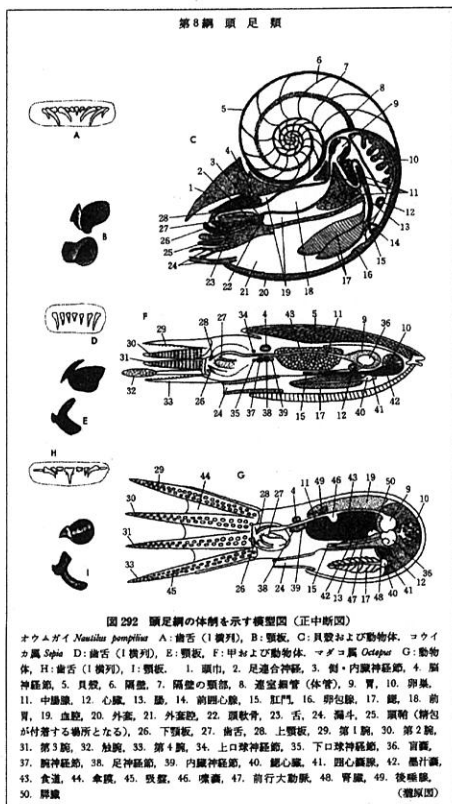 第8綱 頭足類
A
B
C
D
E
F
G
H
I
図 292 頭足綱の体制を示す模型図 (正中断図)
オウムガイ Nautilus pompilius A:歯舌 (1横列), B:顎板, C:貝殻および動物体. コウイ
カ属 Sepia D:歯舌 (1横列), E:顎板, F:甲および動物体. マダコ属 Octopus G:動物
体, H:歯舌 (1横列), I:顎板. 1. 頭巾, 2. 足連合神経, 3. 側・内臓神経節, 4. 脳
神経節, 5. 貝殻, 6. 隔壁, 7. 隔壁の頸部, 8. 連室細管 (体管), 9. 胃, 10. 卵巣,
11. 中腸腺, 12. 心臓, 13. 腸, 14. 前囲心腺, 15. 肛門, 16. 卵包腺, 17. 鰓, 18. 前
胃, 19. 血腔, 20. 外套, 21. 外套腔, 22. 頭軟骨, 23. 舌, 24. 漏斗, 25. 頭鞘 (精包
が付着する場所となる), 26. 下顎板, 27. 歯舌, 28. 上顎板, 29. 第1腕, 30. 第2腕,
31. 第3腕, 32. 触腕, 33. 第4腕, 34. 上口球神経節, 35. 下口球神経節, 36. 盲嚢,
37. 腕神経節, 38. 足神経節, 39. 内臓神経節, 40. 鰓心臓, 41. 囲心嚢腺, 42. 墨汁嚢,
43. 食道, 44. 傘膜, 45. 吸盤, 46. 嗉嚢, 47. 前行大動脈, 48. 腎臓, 49. 後唾腺,
50. 膵臓 (瀧原図)